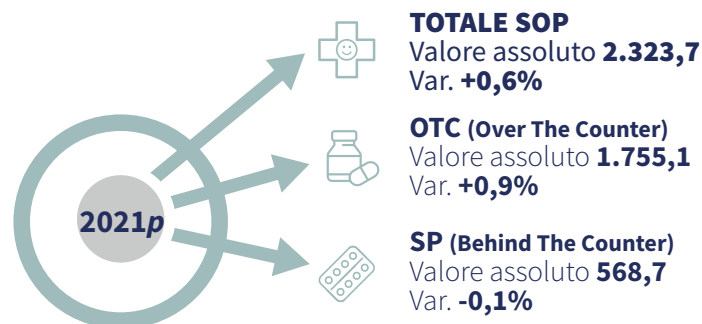 TOTALE SOP
Valore assoluto 2.323,7
Var. +0,6%
OTC (Over The Counter)
Valore assoluto 1.755,1
Var. +0,9%
2021p
SP (Behind The Counter)
Valore assoluto 568,7
Var. -0,1%